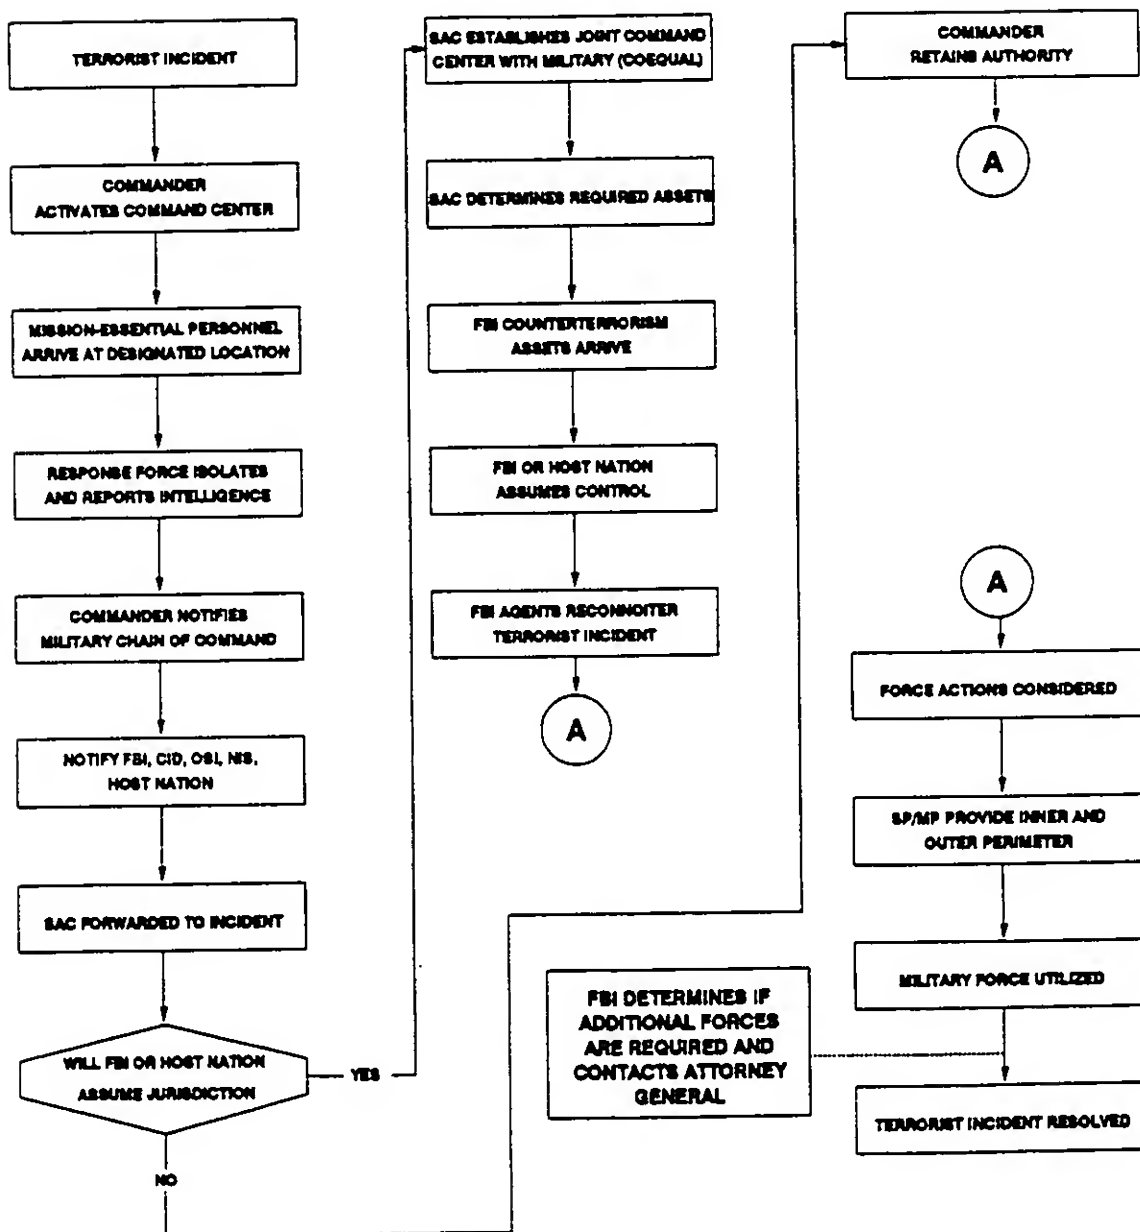 TERRORIST INCIDENT
COMMANDER
ACTIVATES COMMAND CENTER
MISSION-ESSENTIAL PERSONNEL
ARRIVE AT DESIGNATED LOCATION
RESPONSE FORCE ISOLATES
AND REPORTS INTELLIGENCE
COMMANDER NOTIFIES
MILITARY CHAIN OF COMMAND
NOTIFY FBI, CID, OSI, NIS,
HOST NATION
SAC FORWARDED TO INCIDENT
WILL FBI OR HOST NATION
ASSUME JURISDICTION
YES
NO
SAC ESTABLISHES JOINT COMMAND
CENTER WITH MILITARY (COEQUAL)
SAC DETERMINES REQUIRED ASSETS
FBI COUNTERTERRORISM
ASSETS ARRIVE
FBI OR HOST NATION
ASSUMES CONTROL
FBI AGENTS RECONNOITER
TERRORIST INCIDENT
A
COMMANDER
RETAINS AUTHORITY
A
A
FORCE ACTIONS CONSIDERED
SP/MP PROVIDE INNER AND
OUTER PERIMETER
MILITARY FORCE UTILIZED
FBI DETERMINES IF
ADDITIONAL FORCES
ARE REQUIRED AND
CONTACTS ATTORNEY
GENERAL
TERRORIST INCIDENT RESOLVED